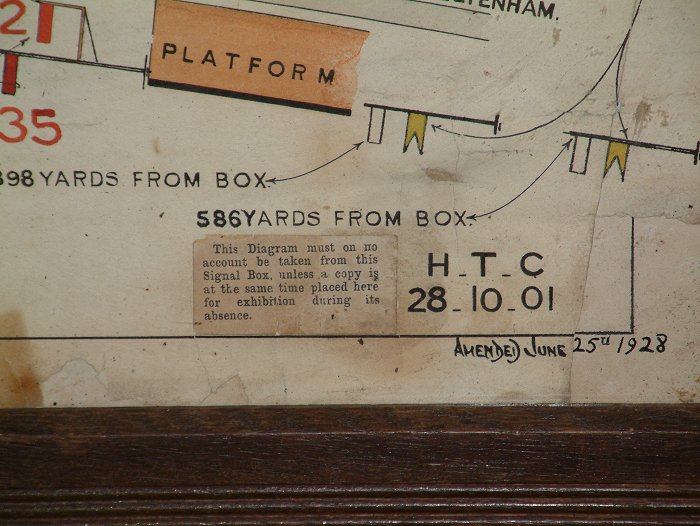 2
PLATFORM
35
YARDS FROM BOX
586 YARDS FROM BOX.
This Diagram must on no
account be taken from this
Signal Box, unless a copy is
at the same time placed here
for exhibition during its
absence.
H_T_C
28_10_01
AMENDED JUNE 25TH 1928